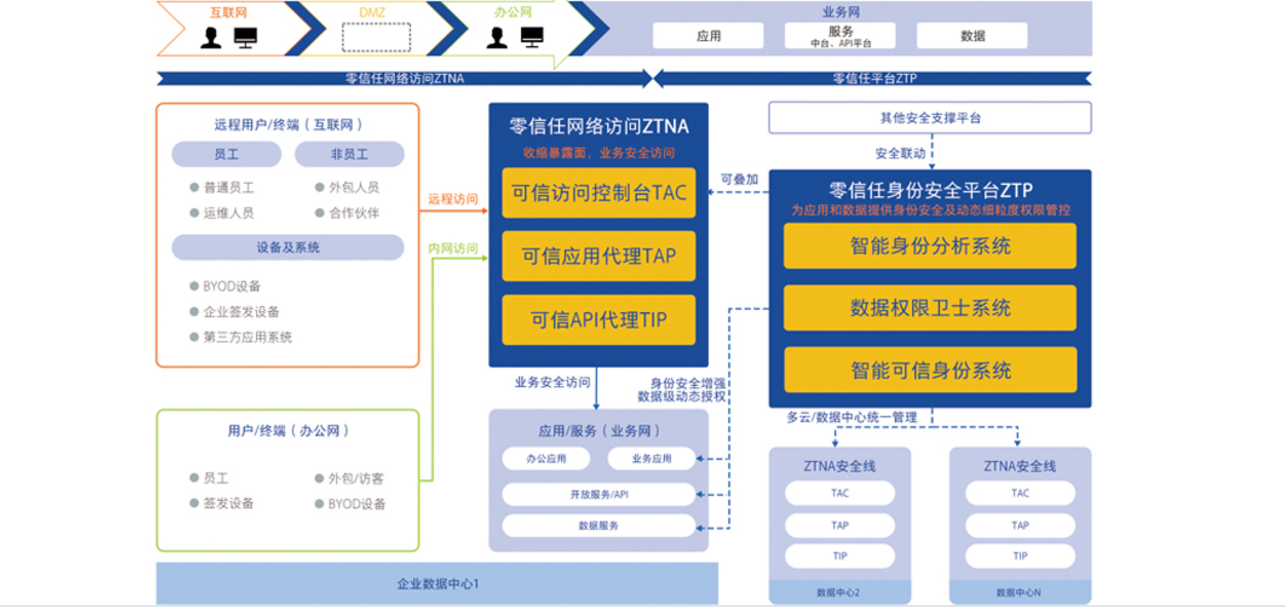 互联网
DMZ
办公网
业务网
应用
服务
中台、API平台
数据
零信任网络访问ZTNA
零信任平台ZTP
远程用户/终端（互联网）
员工
非员工
普通员工
外包人员
运维人员
合作伙伴
设备及系统
BYOD设备
企业签发设备
第三方应用系统
远程访问
内网访问
零信任网络访问ZTNA
收缩暴露面，业务安全访问
可信访问控制台TAC
可信应用代理TAP
可信API代理TIP
可叠加
其他安全支撑平台
安全联动
零信任身份安全平台ZTP
为应用和数据提供身份安全及动态细粒度权限管控
智能身份分析系统
数据权限卫士系统
智能可信身份系统
业务安全访问
身份安全增强
数据级动态授权
多云/数据中心统一管理
用户/终端（办公网）
员工
外包/访客
签发设备
BYOD设备
应用/服务（业务网）
办公应用
业务应用
开放服务/API
数据服务
ZTNA安全线
TAC
TAP
TIP
数据中心2
ZTNA安全线
TAC
TAP
TIP
数据中心N
企业数据中心1